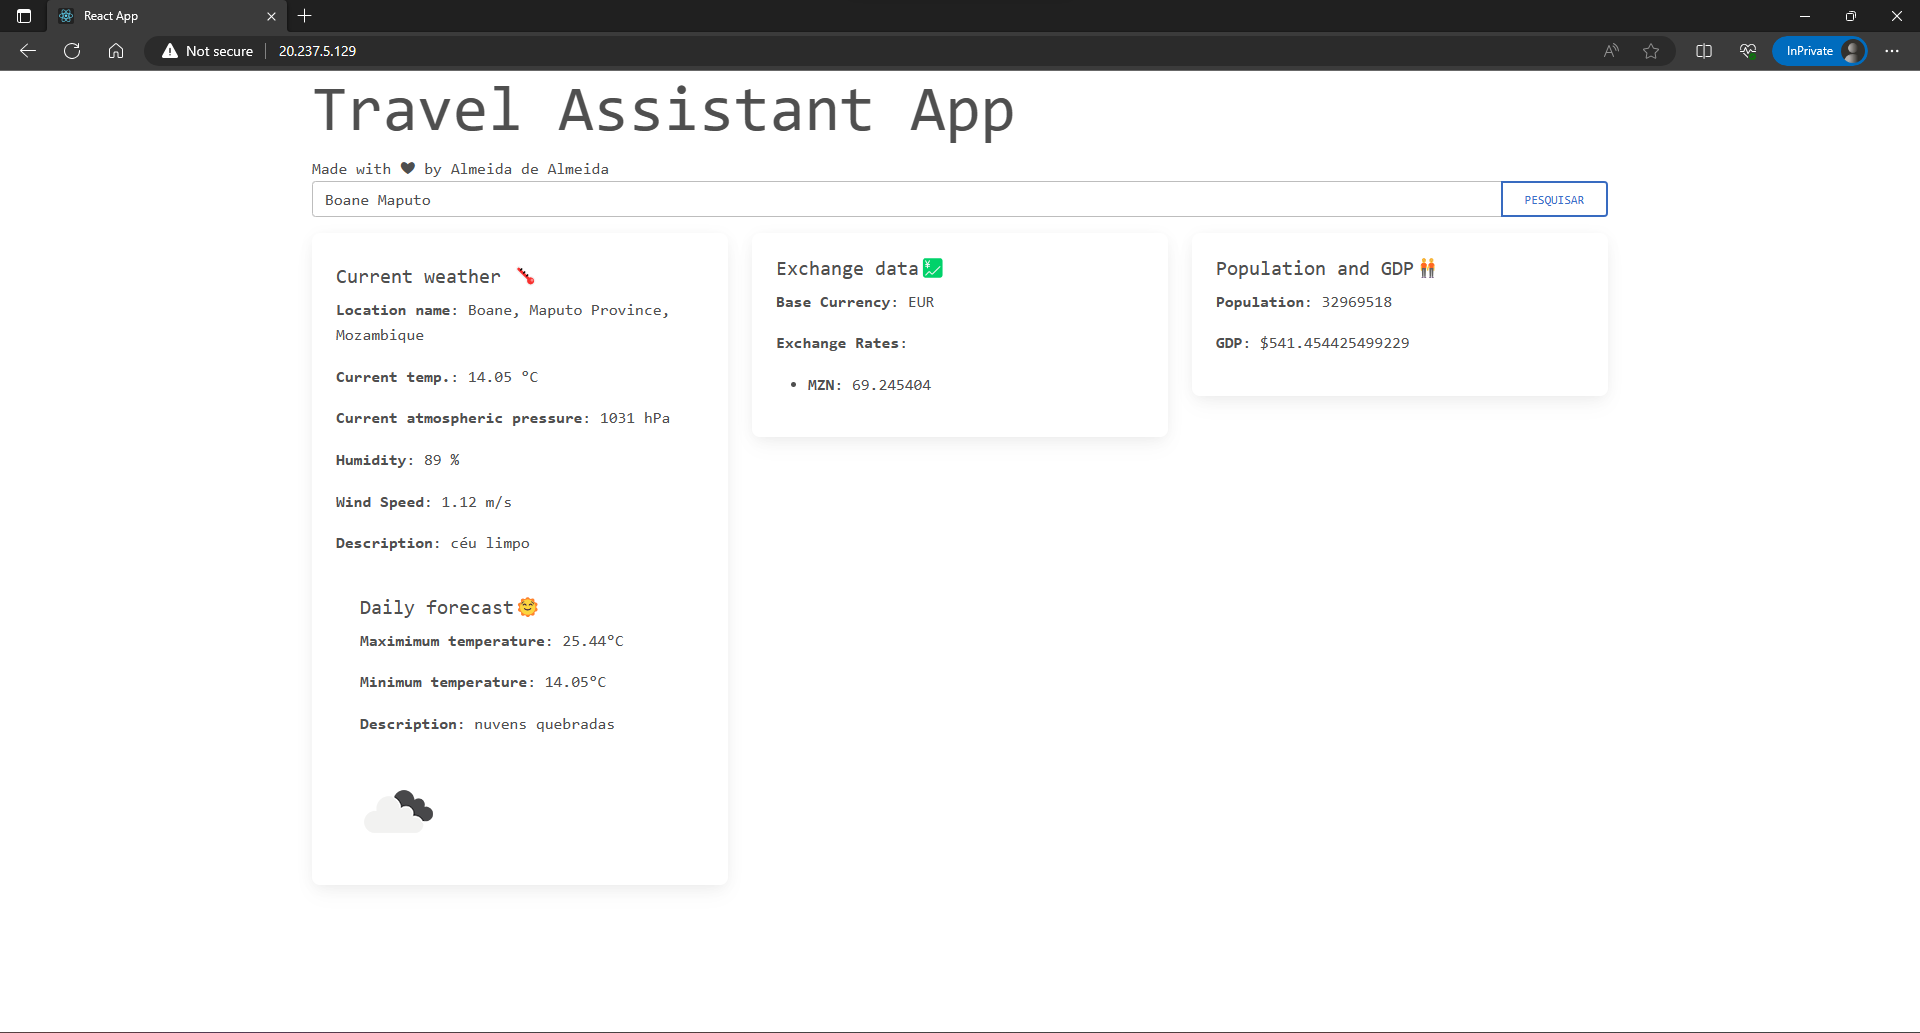 React App
Not secure
20.237.5.129
InPrivate
Travel Assistant App
Made with ❤ by Almeida de Almeida
Boane Maputo
PESQUISAR
Current weather
Location name: Boane, Maputo Province,
Mozambique
Current temp.: 14.05 °C
Current atmospheric pressure: 1031 hPa
Humidity: 89 %
Wind Speed: 1.12 m/s
Description: céu limpo
Daily forecast
Maximimum temperature: 25.44°C
Minimum temperature: 14.05°C
Description: nuvens quebradas
Exchange data
Base Currency: EUR
Exchange Rates:
• MZN: 69.245404
Population and GDP
Population: 32969518
GDP: $541.454425499229